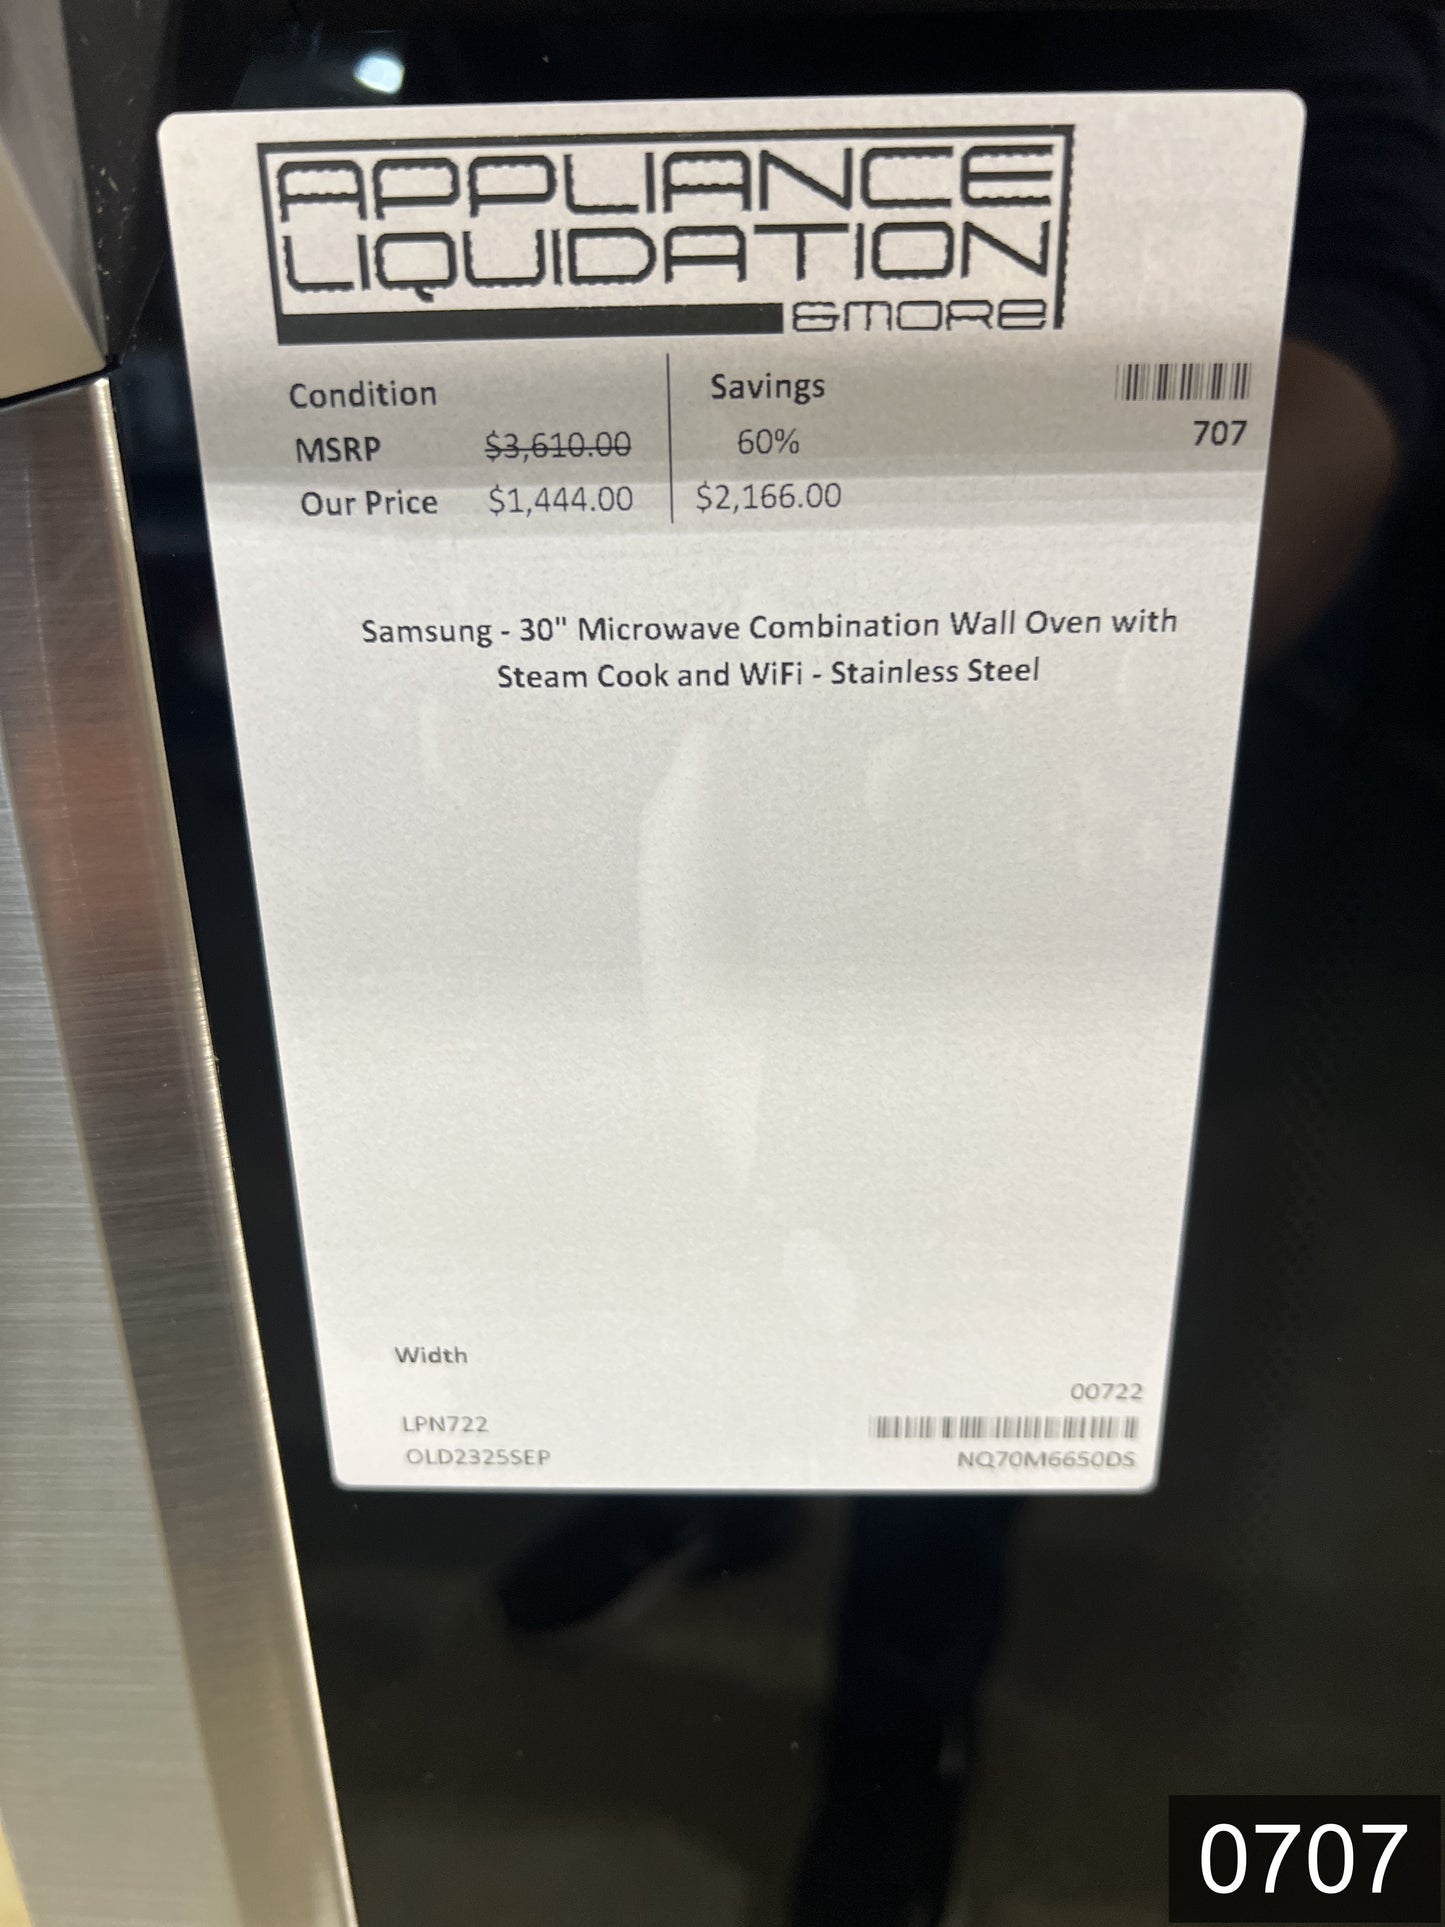 APPLIANCE
LIQUIDATION
&MORE
Condition
MSRP $3,610.00
Our Price $1,444.00
Savings
60%
$2,166.00
707
Samsung - 30" Microwave Combination Wall Oven with
Steam Cook and WiFi - Stainless Steel
Width
LPN722
OLD2325SEP
00722
NQ70M6650DS
0707